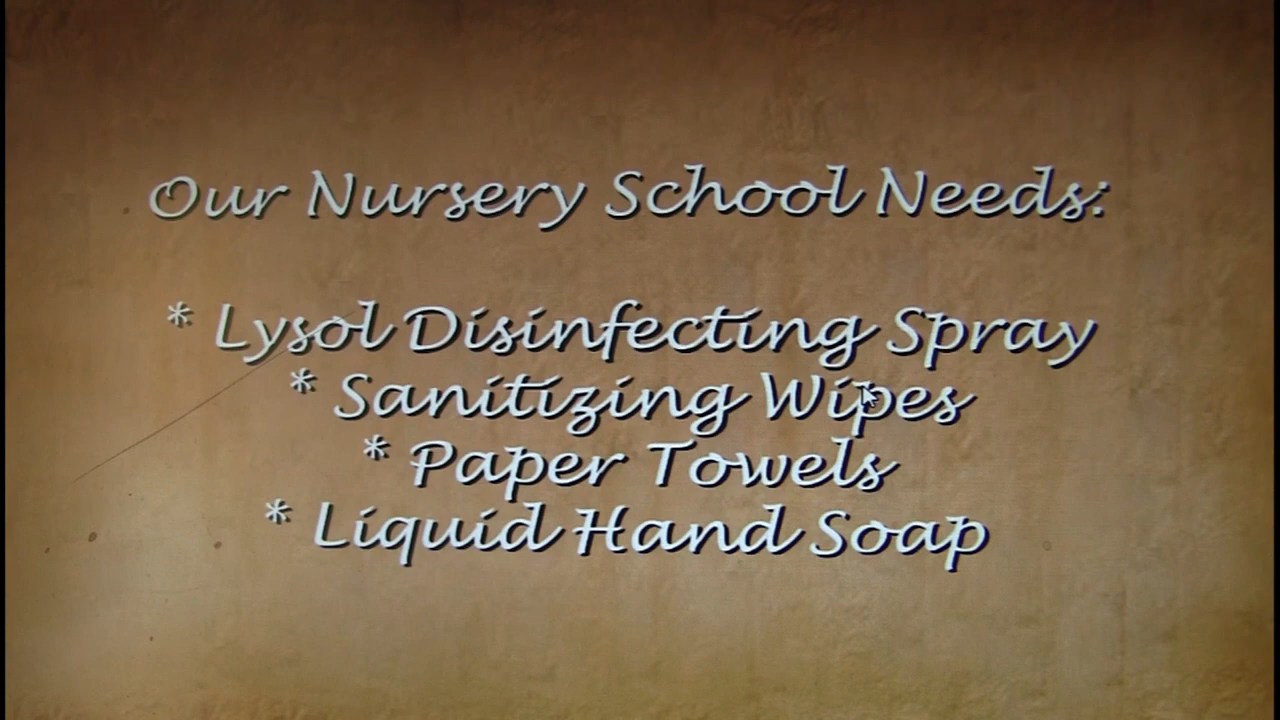 Our Nursery School Needs:
* Lysol Disinfecting Spray
* Sanitizing Wipes
* Paper Towels
* Liquid Hand Soap